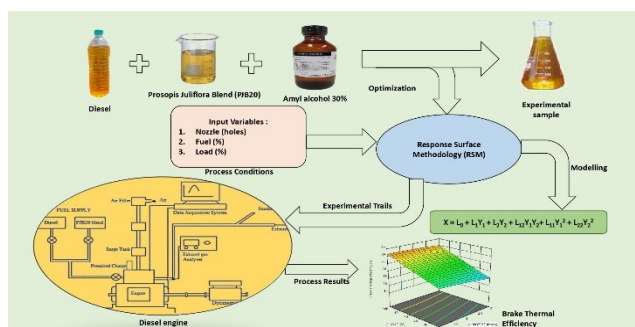 Diesel
Prosopis Juliflora Blend (PJB20)
Amyl alcohol 30%
Optimization
Experimental
sample
Input Variables :
1. Nozzle (holes)
2. Fuel (%)
3. Load (%)
Process Conditions
Response Surface
Methodology (RSM)
Modelling
Experimental Trails
X = L₀ + L₁Y₁ + L₂Y₂ + L₁₂Y₁Y₂+ L₁₁Y₁² + L₂₂Y₂²
FUEL SUPPLY
Diesel
PJB20 blend
Air Filter
Air
Data Acquisition System
Surge Tank
Exhaust gas
Analyser
Engine
Process Results
Diesel engine
Brake Thermal
Efficiency